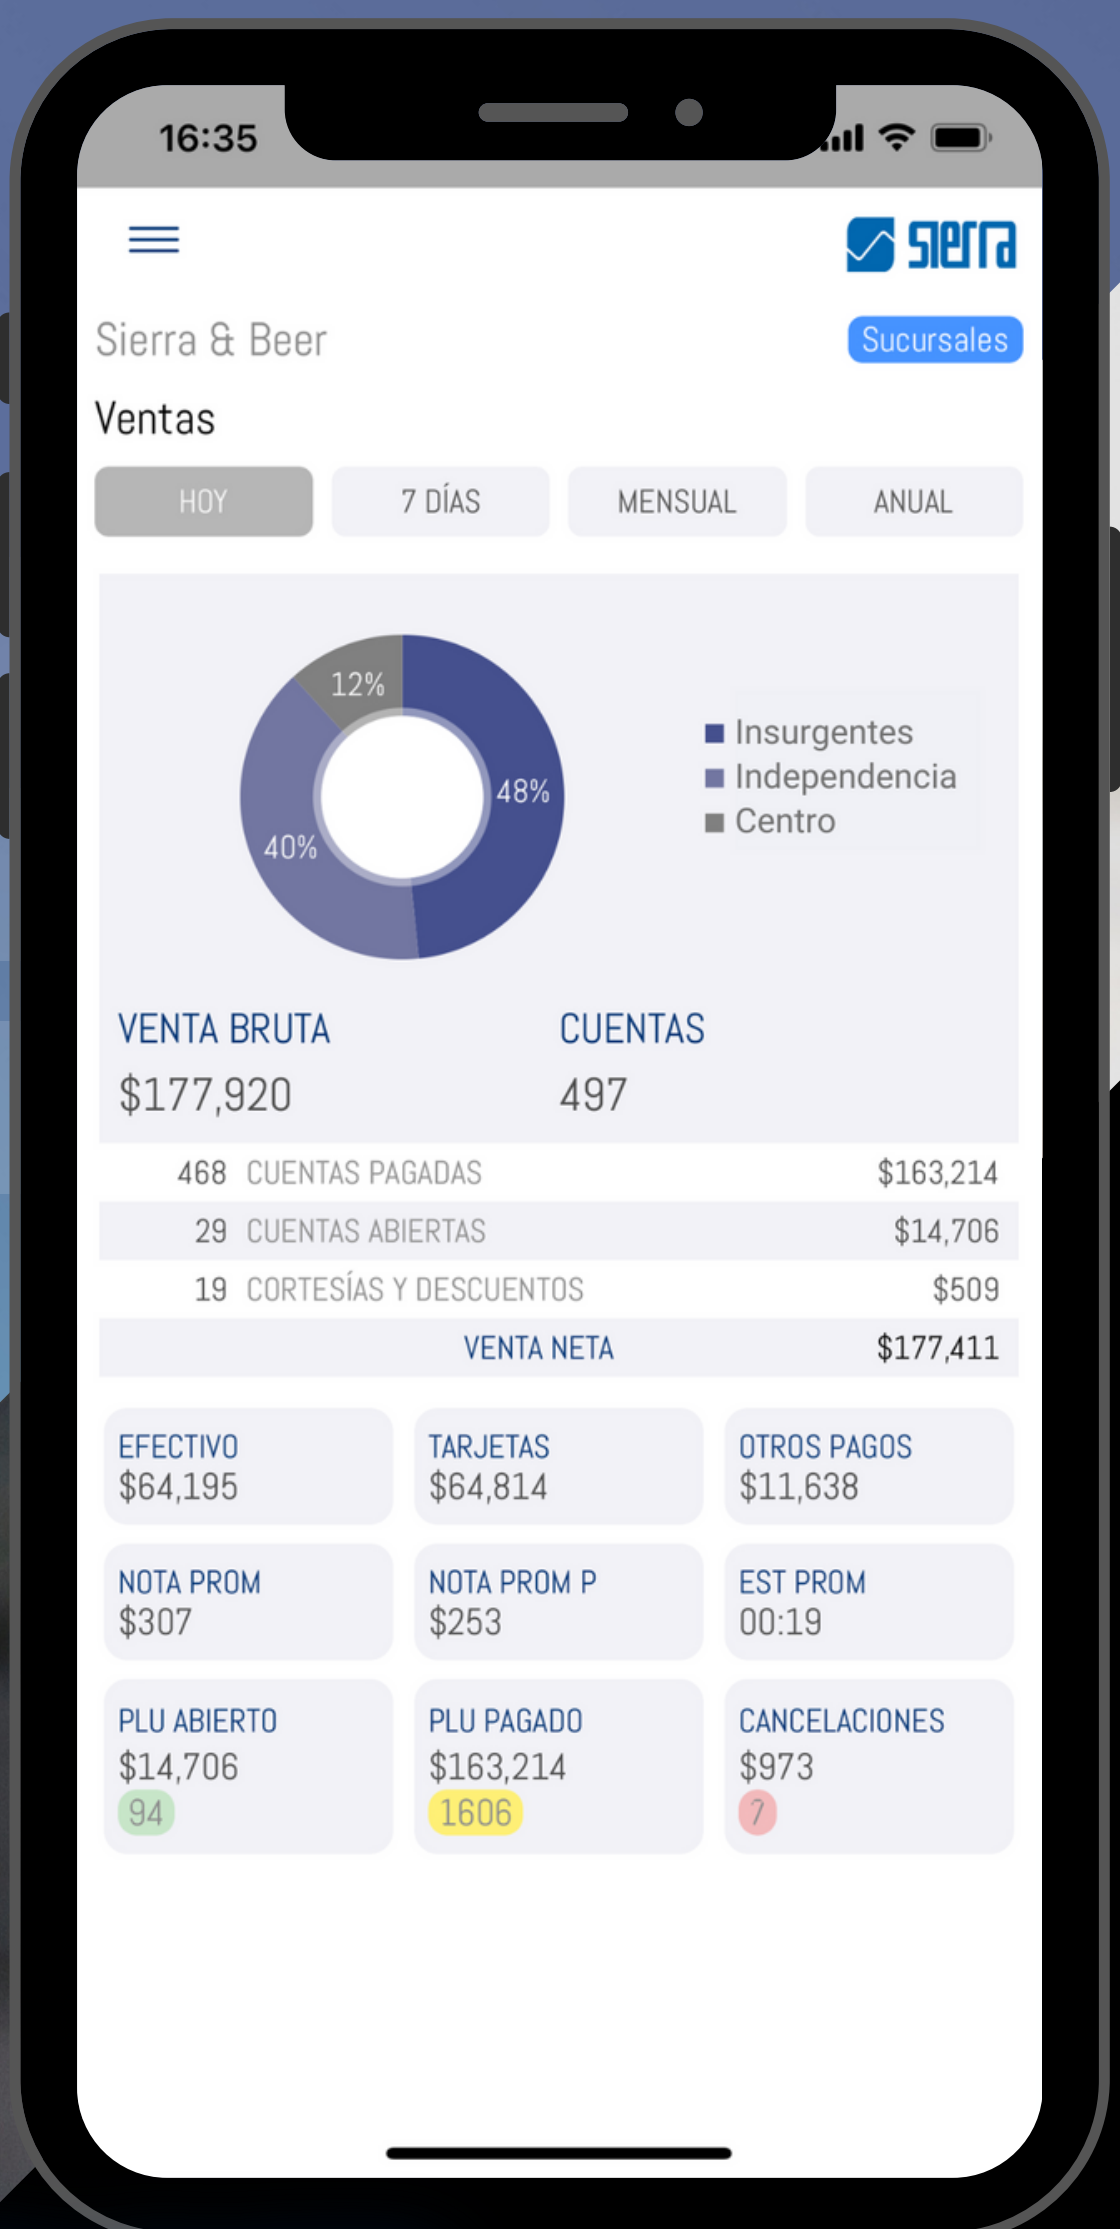 16:35
sierra
Sierra & Beer
Sucursales
Ventas
HOY
7 DÍAS
MENSUAL
ANUAL
12%
48%
40%
Insurgentes
Independencia
Centro
VENTA BRUTA
$177,920
CUENTAS
497
468 CUENTAS PAGADAS $163,214
29 CUENTAS ABIERTAS $14,706
19 CORTESÍAS Y DESCUENTOS $509
VENTA NETA $177,411
EFECTIVO
$64,195
TARJETAS
$64,814
OTROS PAGOS
$11,638
NOTA PROM
$307
NOTA PROM P
$253
EST PROM
00:19
PLU ABIERTO
$14,706
94
PLU PAGADO
$163,214
1606
CANCELACIONES
$973
7